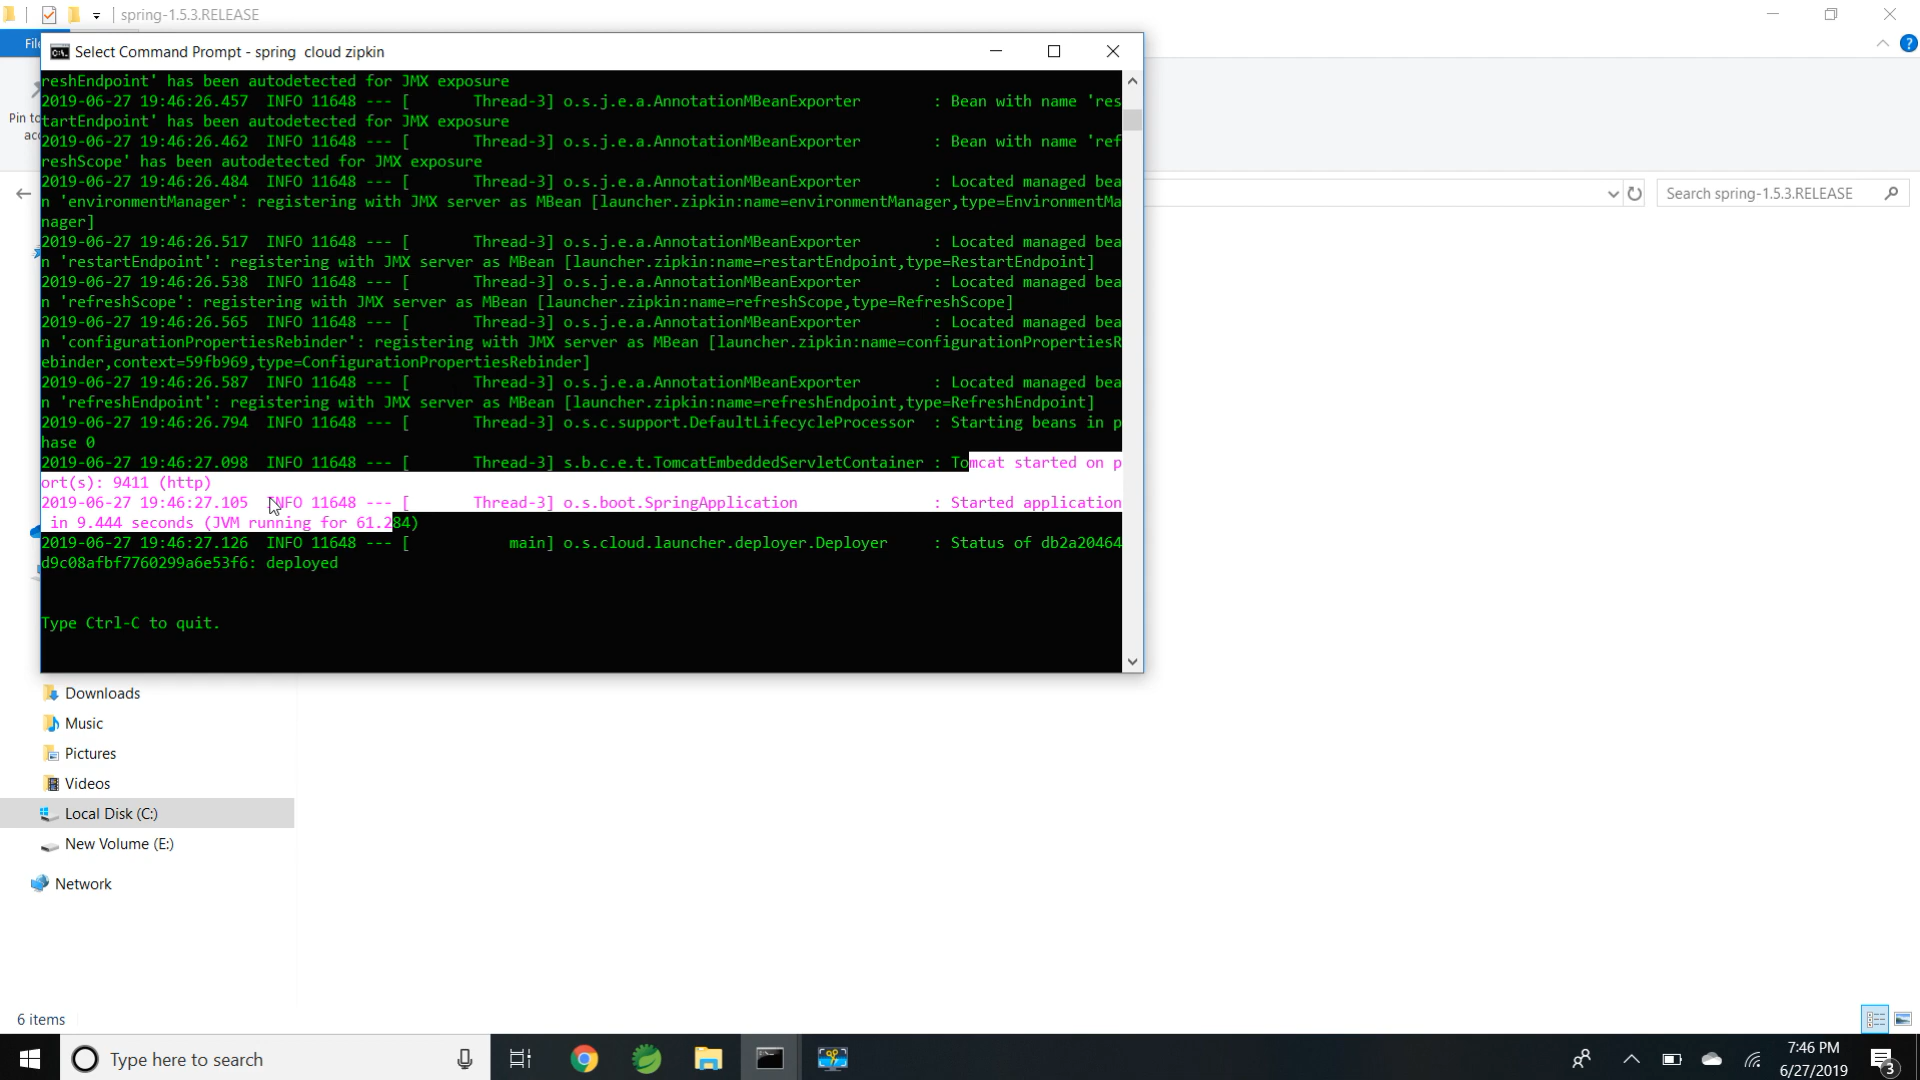 spring-1.5.3.RELEASE
Fil
Select Command Prompt - spring  cloud zipkin
Pin to
acc
reshEndpoint' has been autodetected for JMX exposure
2019-06-27 19:46:26.457  INFO 11648 --- [       Thread-3] o.s.j.e.a.AnnotationMBeanExporter        : Bean with name 'res
tartEndpoint' has been autodetected for JMX exposure
2019-06-27 19:46:26.462  INFO 11648 --- [       Thread-3] o.s.j.e.a.AnnotationMBeanExporter        : Bean with name 'ref
reshScope' has been autodetected for JMX exposure
2019-06-27 19:46:26.484  INFO 11648 --- [       Thread-3] o.s.j.e.a.AnnotationMBeanExporter        : Located managed bea
n 'environmentManager': registering with JMX server as MBean [launcher.zipkin:name=environmentManager,type=EnvironmentMa
nager]
2019-06-27 19:46:26.517  INFO 11648 --- [       Thread-3] o.s.j.e.a.AnnotationMBeanExporter        : Located managed bea
n 'restartEndpoint': registering with JMX server as MBean [launcher.zipkin:name=restartEndpoint,type=RestartEndpoint]
2019-06-27 19:46:26.538  INFO 11648 --- [       Thread-3] o.s.j.e.a.AnnotationMBeanExporter        : Located managed bea
n 'refreshScope': registering with JMX server as MBean [launcher.zipkin:name=refreshScope,type=RefreshScope]
2019-06-27 19:46:26.565  INFO 11648 --- [       Thread-3] o.s.j.e.a.AnnotationMBeanExporter        : Located managed bea
n 'configurationPropertiesRebinder': registering with JMX server as MBean [launcher.zipkin:name=configurationPropertiesR
ebinder,context=59fb969,type=ConfigurationPropertiesRebinder]
2019-06-27 19:46:26.587  INFO 11648 --- [       Thread-3] o.s.j.e.a.AnnotationMBeanExporter        : Located managed bea
n 'refreshEndpoint': registering with JMX server as MBean [launcher.zipkin:name=refreshEndpoint,type=RefreshEndpoint]
2019-06-27 19:46:26.794  INFO 11648 --- [       Thread-3] o.s.c.support.DefaultLifecycleProcessor  : Starting beans in p
hase 0
2019-06-27 19:46:27.098  INFO 11648 --- [       Thread-3] s.b.c.e.t.TomcatEmbeddedServletContainer : Tomcat started on p
ort(s): 9411 (http)
2019-06-27 19:46:27.105  INFO 11648 --- [       Thread-3] o.s.boot.SpringApplication               : Started application
 in 9.444 seconds (JVM running for 61.284)
2019-06-27 19:46:27.126  INFO 11648 --- [           main] o.s.cloud.launcher.deployer.Deployer     : Status of db2a20464
d9c08afbf7760299a6e53f6: deployed
Type Ctrl-C to quit.
Search spring-1.5.3.RELEASE
Downloads
Music
Pictures
Videos
Local Disk (C:)
New Volume (E:)
Network
6 items
Type here to search
7:46 PM
6/27/2019
3